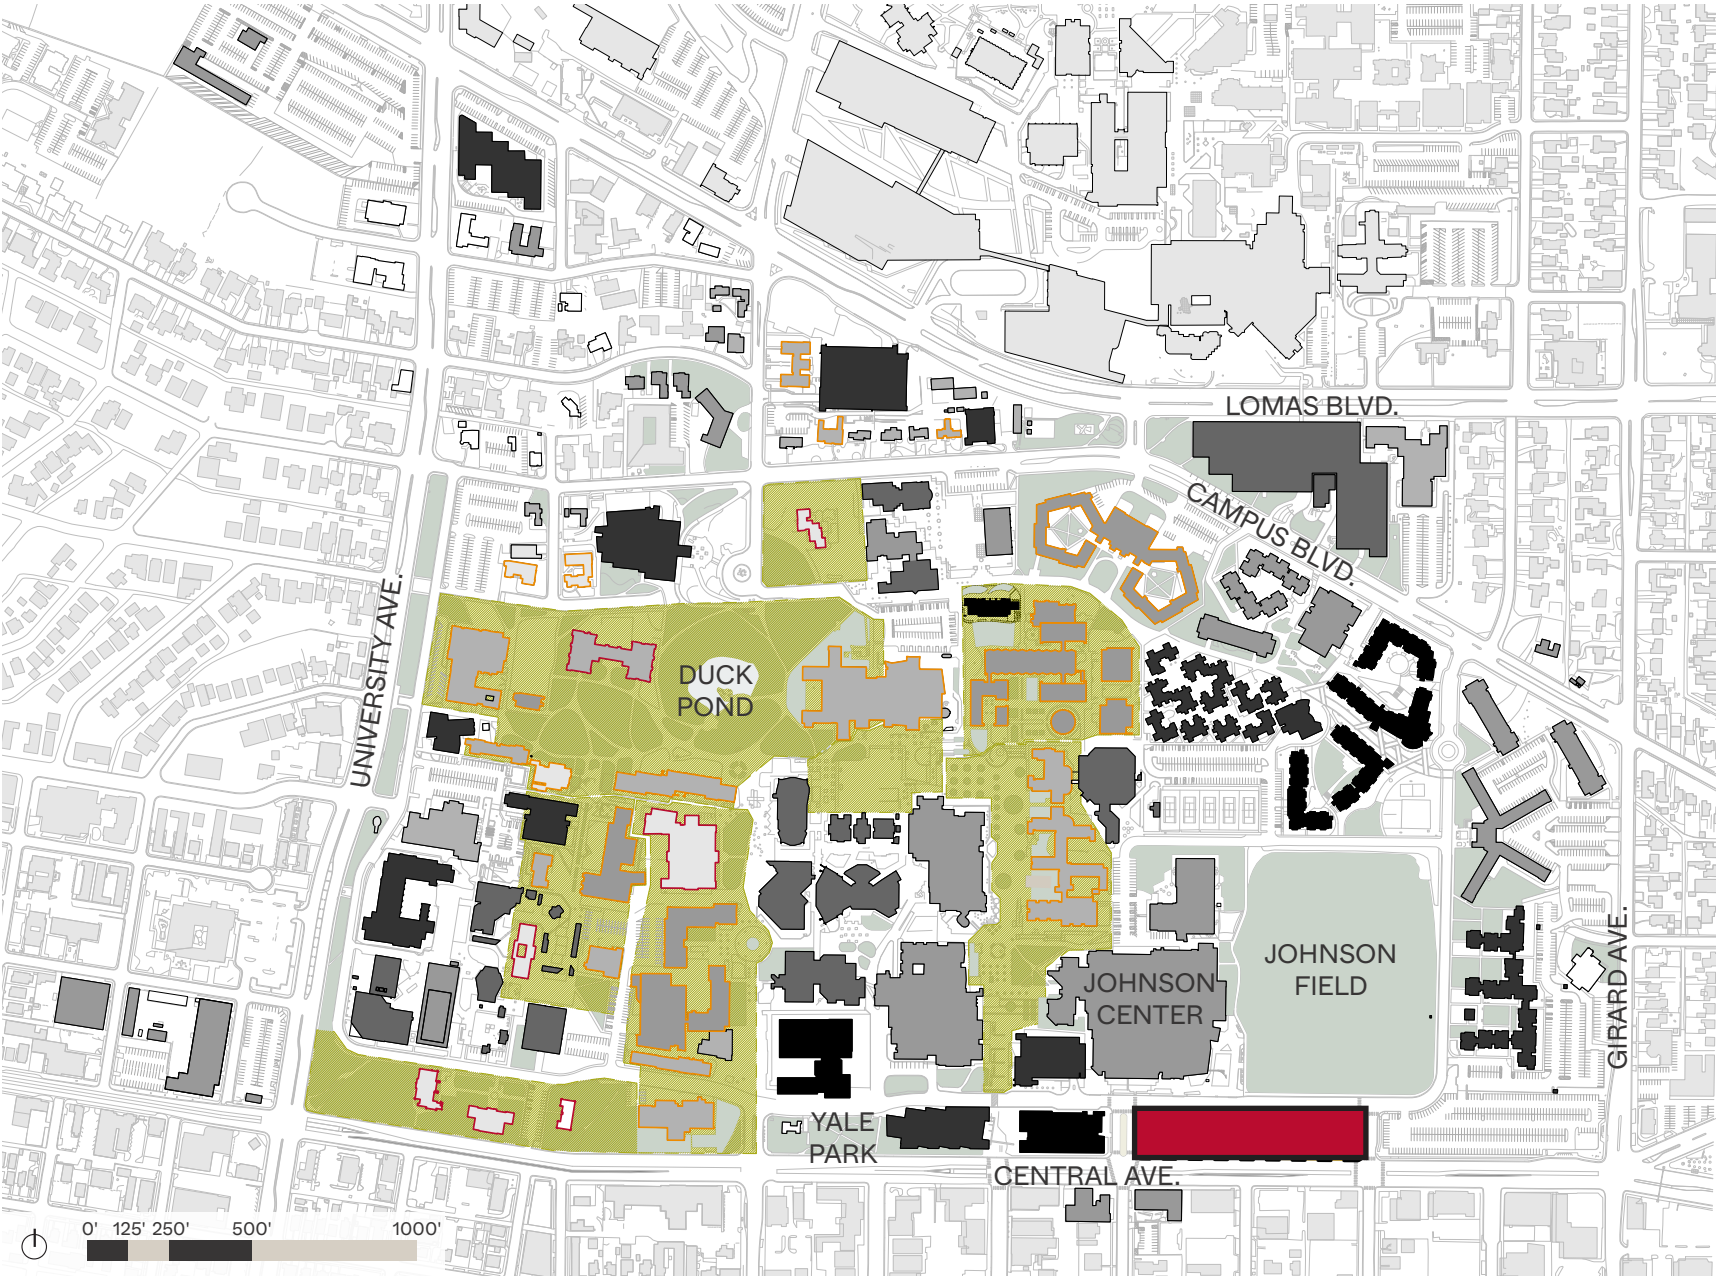 LOMAS BLVD.
CAMPUS BLVD.
UNIVERSITY AVE.
DUCK
POND
JOHNSON
FIELD
JOHNSON
CENTER
GIRARD AVE.
YALE
PARK
CENTRAL AVE.
0' 125' 250' 500' 1000'